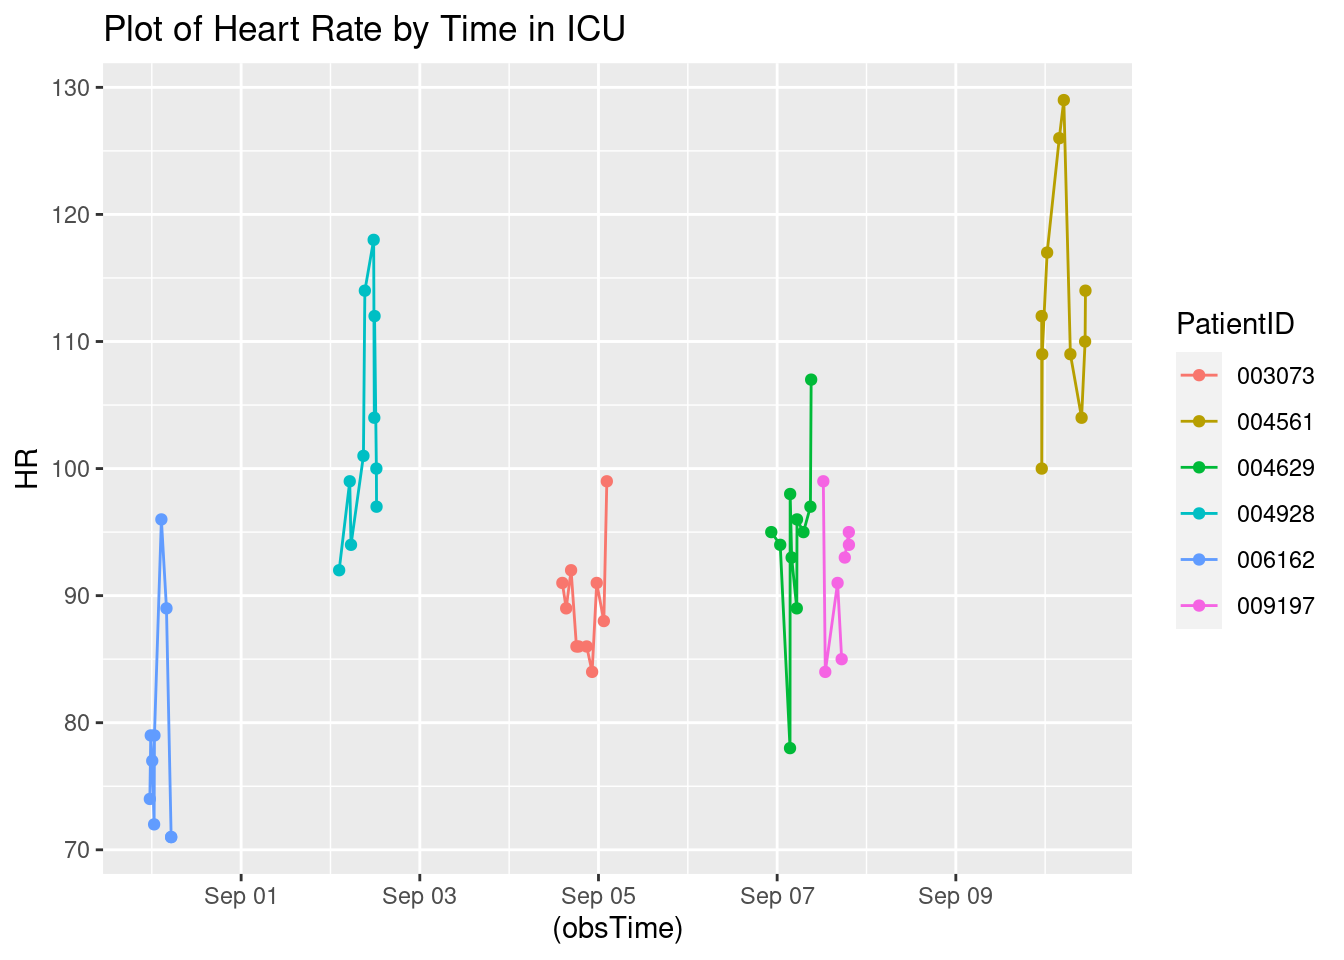 Plot of Heart Rate by Time in ICU
130
120
110
100
90
80
70
HR
Sep 01
Sep 03
Sep 05
Sep 07
Sep 09
(obsTime)
PatientID
003073
004561
004629
004928
006162
009197